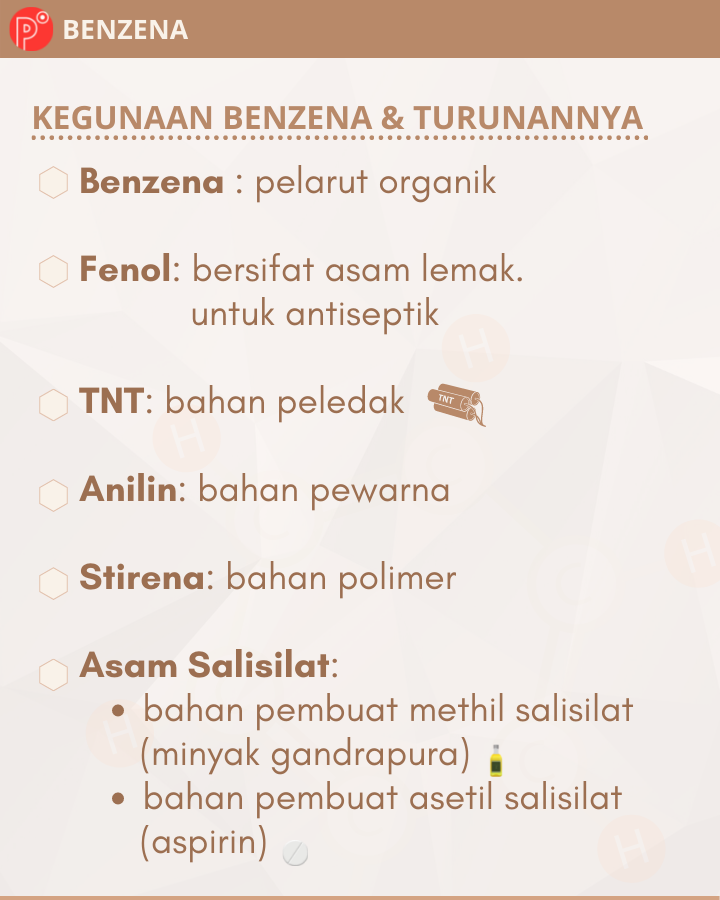 BENZENA
KEGUNAAN BENZENA & TURUNANNYA
Benzena : pelarut organik
Fenol: bersifat asam lemak.
untuk antiseptik
TNT: bahan peledak
TNT
Anilin: bahan pewarna
Stirena: bahan polimer
Asam Salisilat:
• bahan pembuat methil salisilat
(minyak gandrapura)
• bahan pembuat asetil salisilat
(aspirin)
H
H
H
H
H